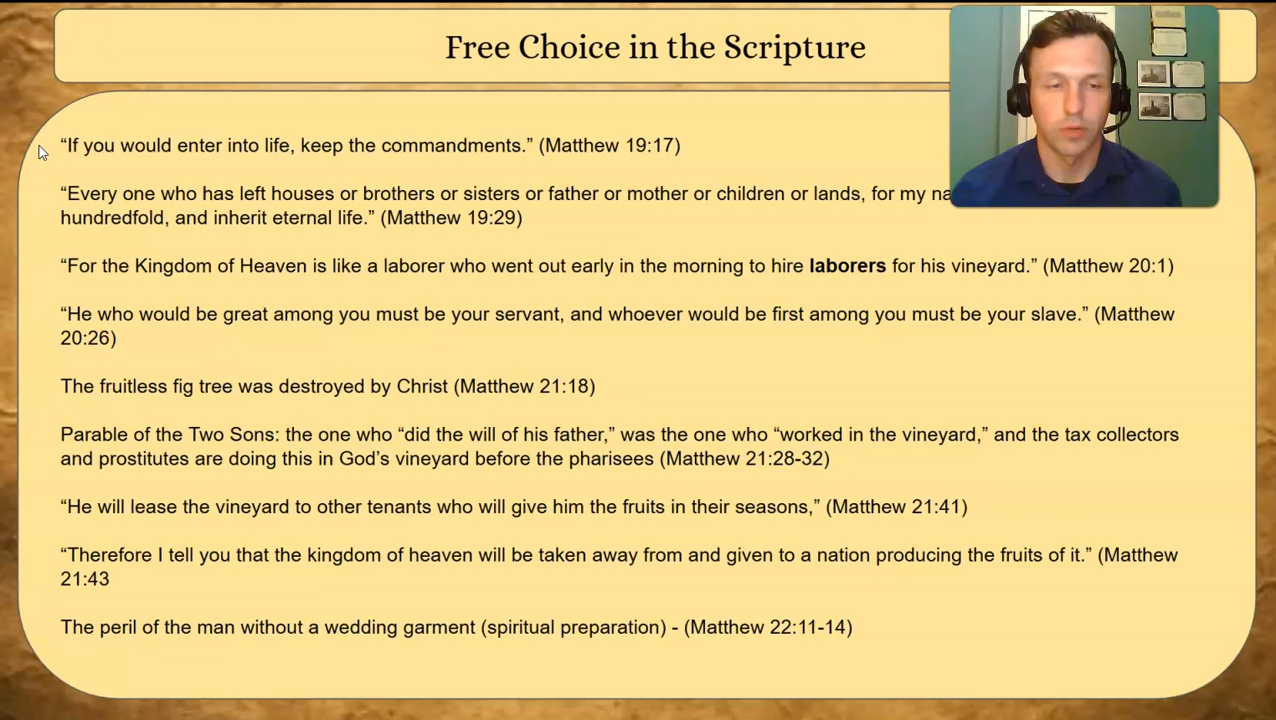 Free Choice in the Scripture
“If you would enter into life, keep the commandments.” (Matthew 19:17)
“Every one who has left houses or brothers or sisters or father or mother or children or lands, for my
hundredfold, and inherit eternal life.” (Matthew 19:29)
“For the Kingdom of Heaven is like a laborer who went out early in the morning to hire laborers for his vineyard.” (Matthew 20:1)
“He who would be great among you must be your servant, and whoever would be first among you must be your slave.” (Matthew
20:26)
The fruitless fig tree was destroyed by Christ (Matthew 21:18)
Parable of the Two Sons: the one who “did the will of his father,” was the one who “worked in the vineyard,” and the tax collectors
and prostitutes are doing this in God’s vineyard before the pharisees (Matthew 21:28-32)
“He will lease the vineyard to other tenants who will give him the fruits in their seasons,” (Matthew 21:41)
“Therefore I tell you that the kingdom of heaven will be taken away from and given to a nation producing the fruits of it.” (Matthew
21:43
The peril of the man without a wedding garment (spiritual preparation) - (Matthew 22:11-14)